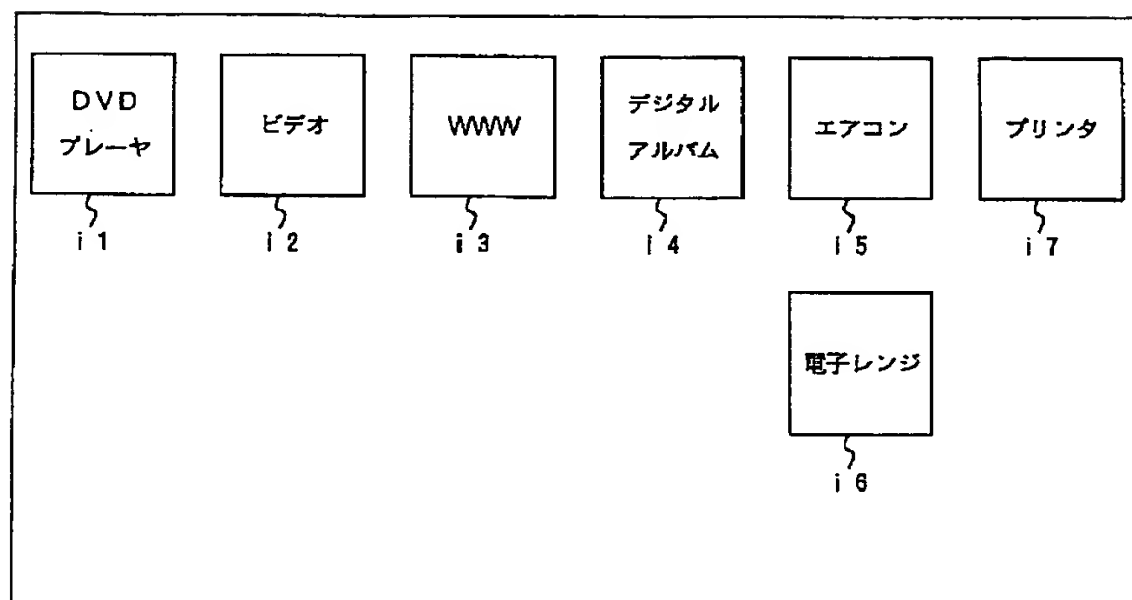 DVD
プレーヤ
ビデオ
WWW
デジタル
アルバム
エアコン
プリンタ
i 1
i 2
i 3
i 4
i 5
i 7
電子レンジ
i 6